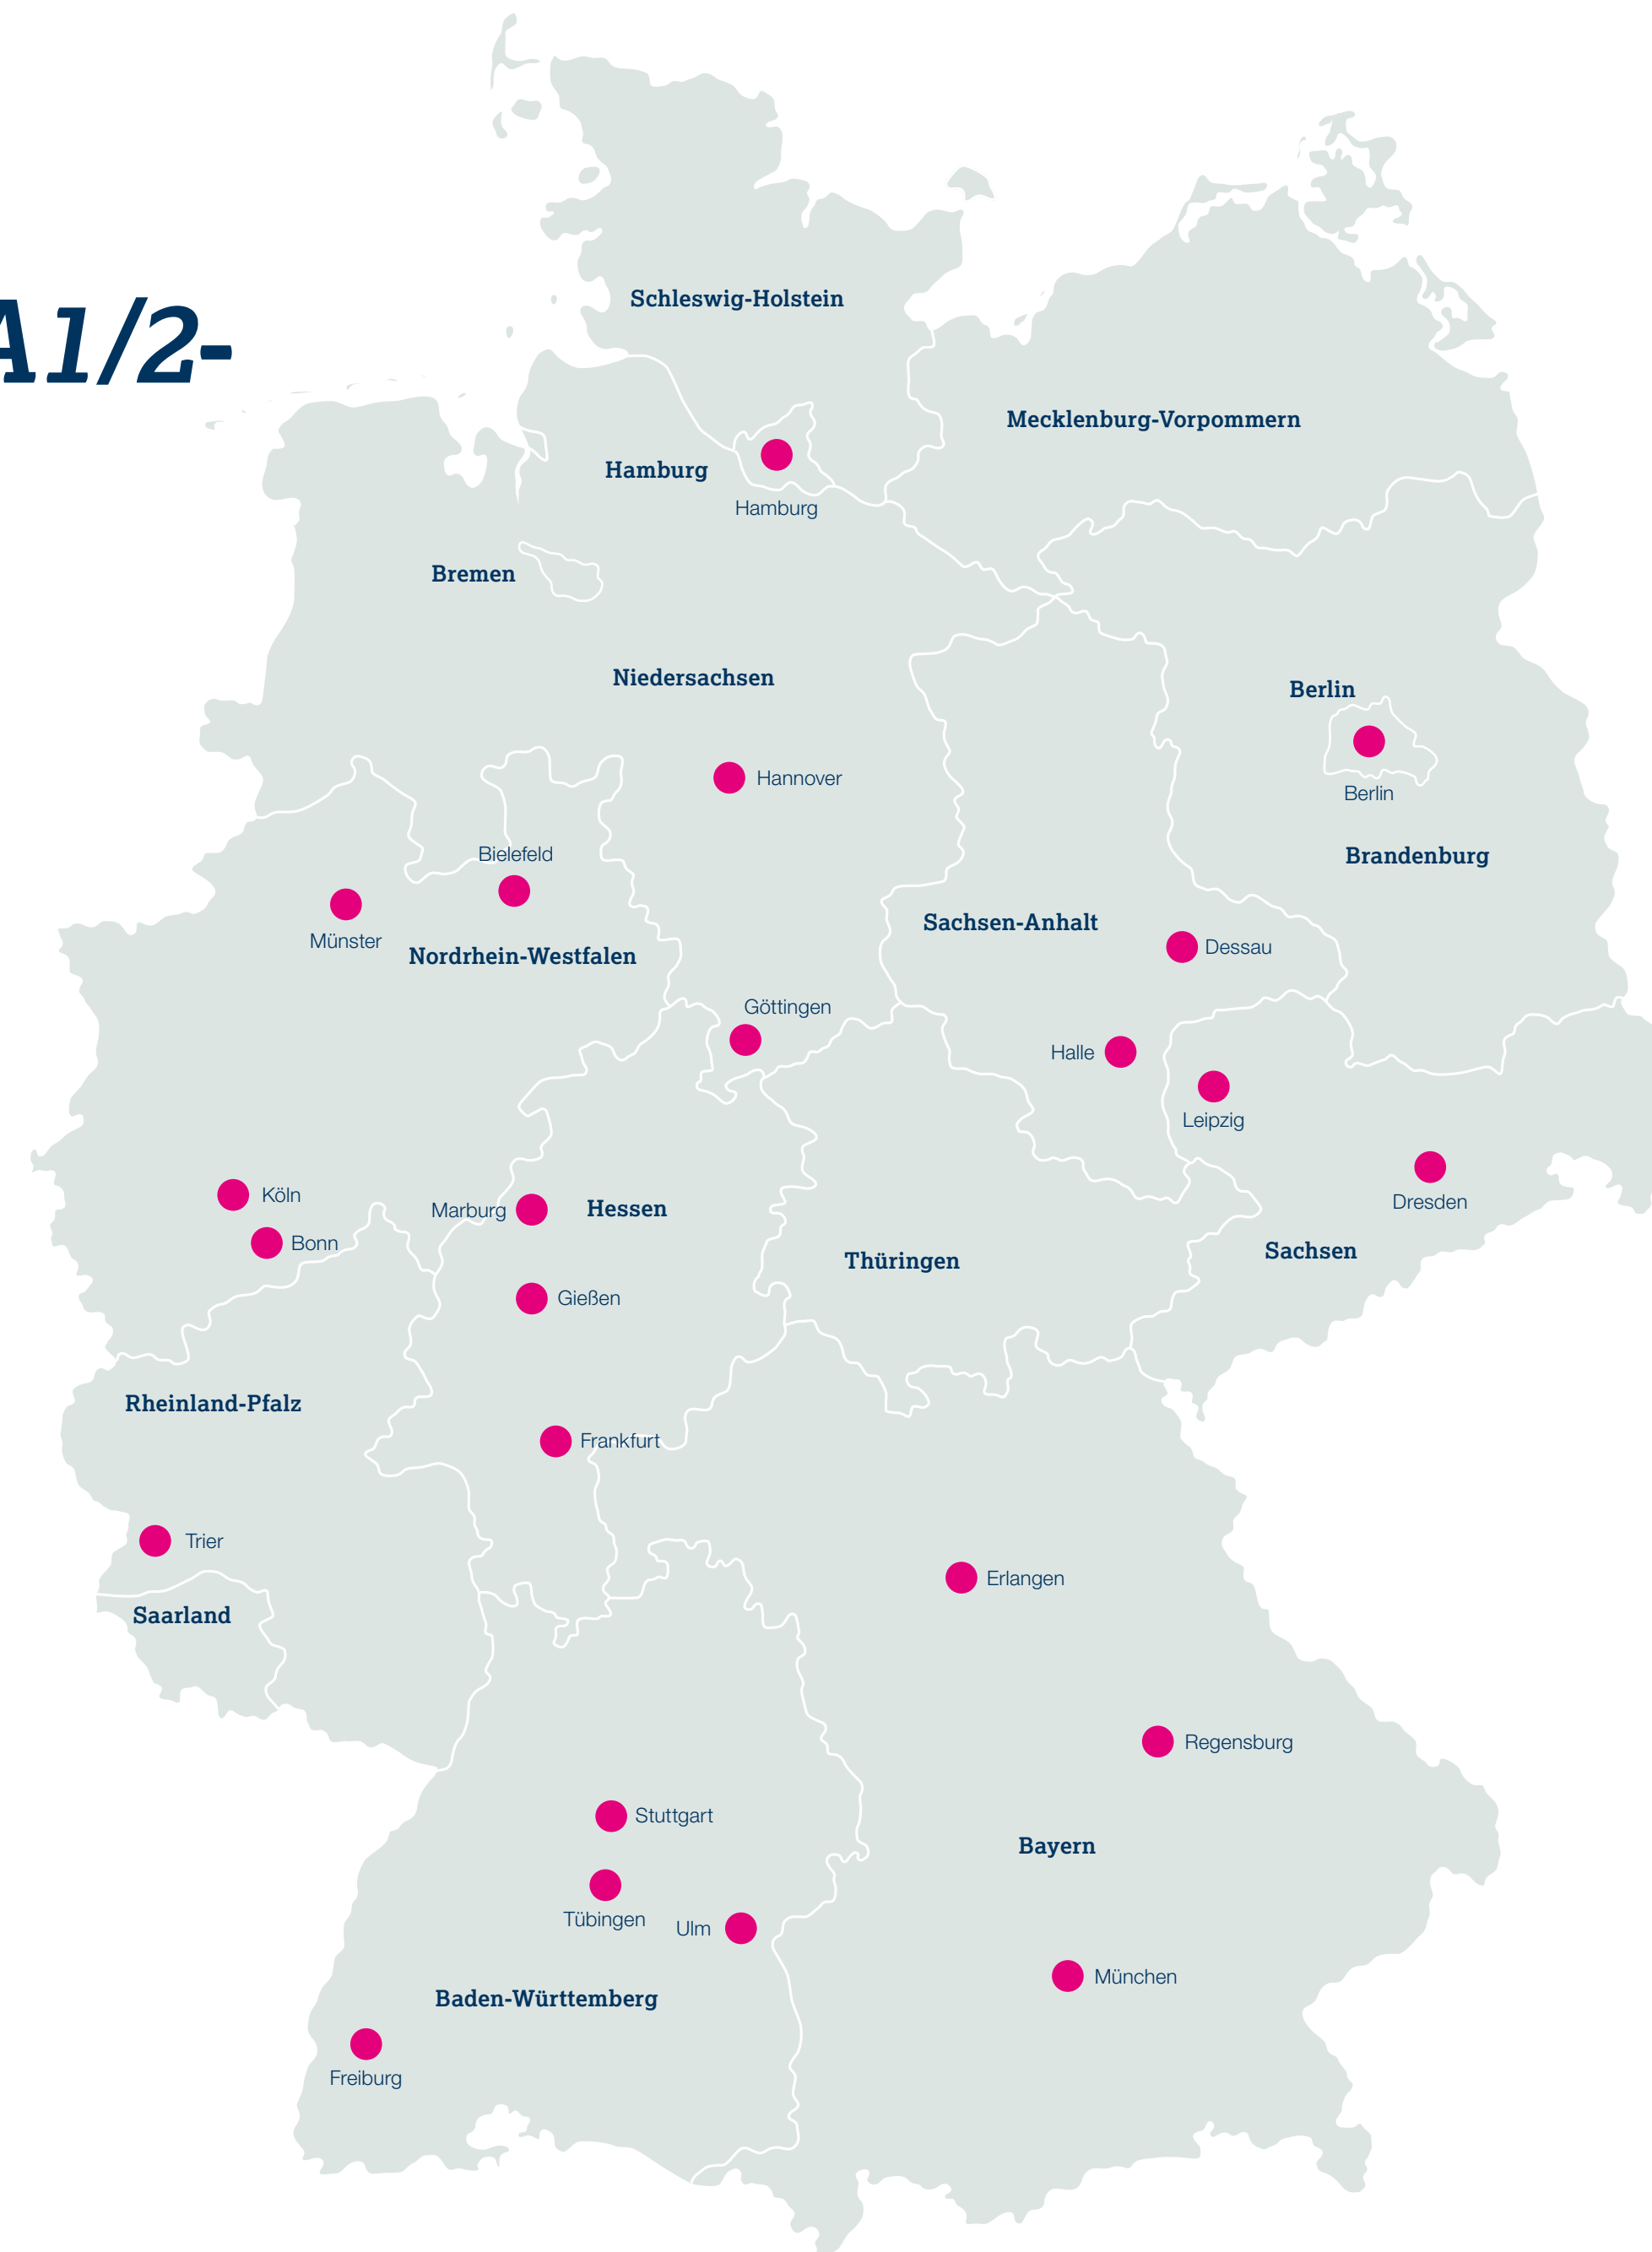 A1/2-
Schleswig-Holstein
Mecklenburg-Vorpommern
Hamburg
Hamburg
Bremen
Niedersachsen
Berlin
Berlin
Hannover
Brandenburg
Bielefeld
Münster
Nordrhein-Westfalen
Sachsen-Anhalt
Dessau
Göttingen
Halle
Leipzig
Dresden
Köln
Marburg
Hessen
Bonn
Thüringen
Sachsen
Gießen
Rheinland-Pfalz
Frankfurt
Trier
Erlangen
Saarland
Regensburg
Stuttgart
Bayern
Tübingen
Ulm
München
Baden-Württemberg
Freiburg